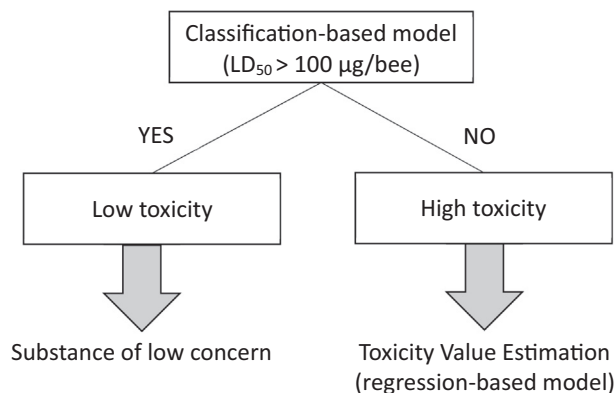 Classification-based model
(LD₅₀ > 100 µg/bee)
YES
NO
Low toxicity
High toxicity
Substance of low concern
Toxicity Value Estimation
(regression-based model)